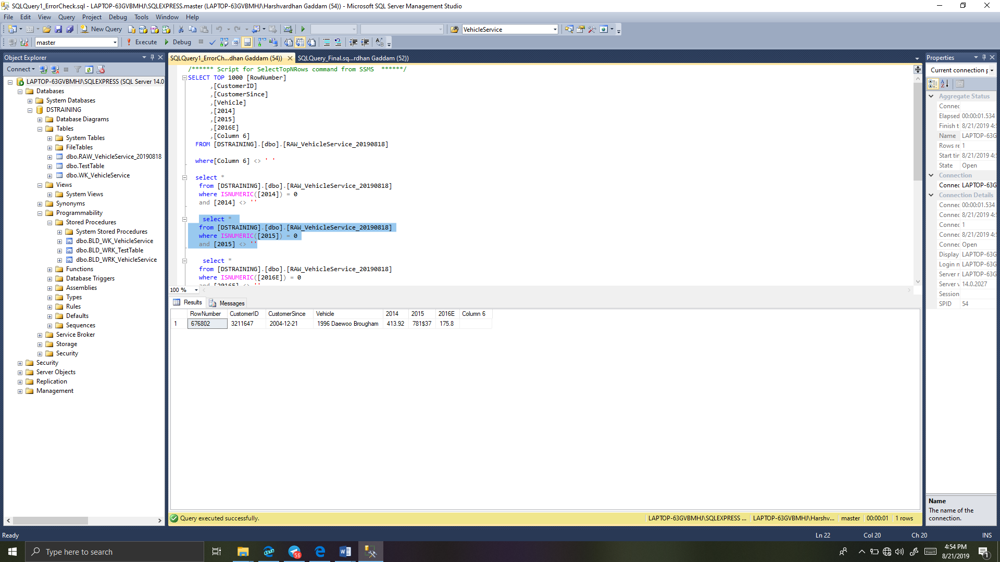 SQLQuery1_ErrorCheck.sql - LAPTOP-63GVBMHJ\SQLEXPRESS.master (LAPTOP-63GVBMHJ\Harshvardhan Gaddam (54)) - Microsoft SQL Server Management Studio
File Edit View Query Project Debug Tools Window Help
New Query VehicleService
master Execute Debug
Object Explorer
Connect
LAPTOP-63GVBMHJ\SQLEXPRESS (SQL Server 14.0
Databases
System Databases
DSTRAINING
Database Diagrams
Tables
System Tables
FileTables
dbo.RAW_VehicleService_20190818
dbo.TestTable
dbo.WK_VehicleService
Views
System Views
Synonyms
Programmability
Stored Procedures
System Stored Procedures
dbo.BLD_WK_VehicleService
dbo.BLD_WRK_TestTable
dbo.BLD_WRK_VehicleService
Functions
Database Triggers
Assemblies
Types
Rules
Defaults
Sequences
Service Broker
Storage
Security
Security
Server Objects
Replication
Management
SQLQuery1_ErrorCh...dhan Gaddam (54)) SQLQuery_Final.sq...rdhan Gaddam (52))
/****** Script for SelectTopNRows command from SSMS ******/
SELECT TOP 1000 [RowNumber]
,[CustomerID]
,[CustomerSince]
,[Vehicle]
,[2014]
,[2015]
,[2016E]
,[Column 6]
FROM [DSTRAINING].[dbo].[RAW_VehicleService_20190818]
where[Column 6] <> ' '
select *
from [DSTRAINING].[dbo].[RAW_VehicleService_20190818]
where ISNUMERIC([2014]) = 0
and [2014] <> ''
select *
from [DSTRAINING].[dbo].[RAW_VehicleService_20190818]
where ISNUMERIC([2015]) = 0
and [2015] <> ''
select *
from [DSTRAINING].[dbo].[RAW_VehicleService_20190818]
where ISNUMERIC([2016E]) = 0
and [2016E] <> ''
100 %
Results Messages
RowNumber CustomerID CustomerSince Vehicle 2014 2015 2016E Column 6
1 676802 3211647 2004-12-21 1996 Daewoo Brougham 413.92 781$37 175.8
Query executed successfully. LAPTOP-63GVBMHJ\SQLEXPRESS ... LAPTOP-63GVBMHJ\Harshv... master 00:00:01 1 rows
Properties
Current connection p
Aggregate Status
Connec
Elapsed 00:00:01.534
Finish t 8/21/2019 4:
Name LAPTOP-63G
Rows re 1
Start tir 8/21/2019 4:
State Open
Connection
Connec LAPTOP-63G
Connection Details
Connec 00:00:01.534
Connec 8/21/2019 4:
Connec 1
Connec 8/21/2019 4:
Connec Open
Display LAPTOP-63G
Login n LAPTOP-63G
Server r LAPTOP-63G
Server v 14.0.2027
Session
SPID 54
Name
The name of the
connection.
Ready Ln 22 Col 20 Ch 20 INS
Type here to search
BETA
56
4:54 PM
8/21/2019
1